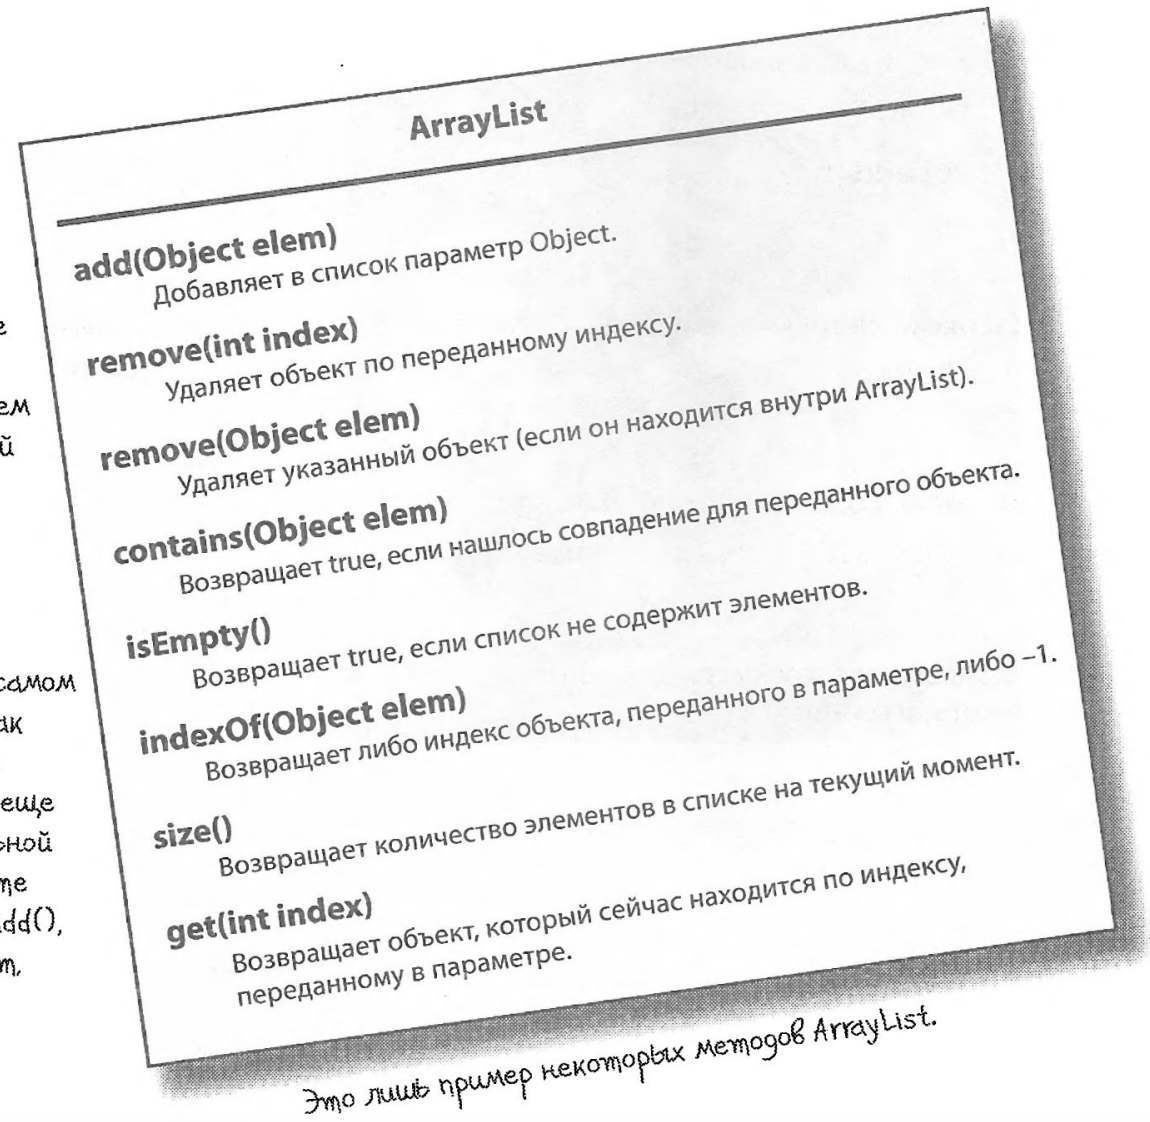 ArrayList
add(Object elem)
Добавляет в список параметр Object.
remove(int index)
Удаляет объект по переданному индексу.
remove(Object elem)
Удаляет указанный объект (если он находится внутри ArrayList).
contains(Object elem)
Возвращает true, если нашлось совпадение для переданного объекта.
isEmpty()
Возвращает true, если список не содержит элементов.
indexOf(Object elem)
Возвращает либо индекс объекта, переданного в параметре, либо –1.
size()
Возвращает количество элементов в списке на текущий момент.
get(int index)
Возвращает объект, который сейчас находится по индексу,
переданному в параметре.
Это лишь пример некоторых методов ArrayList.
самом
еще